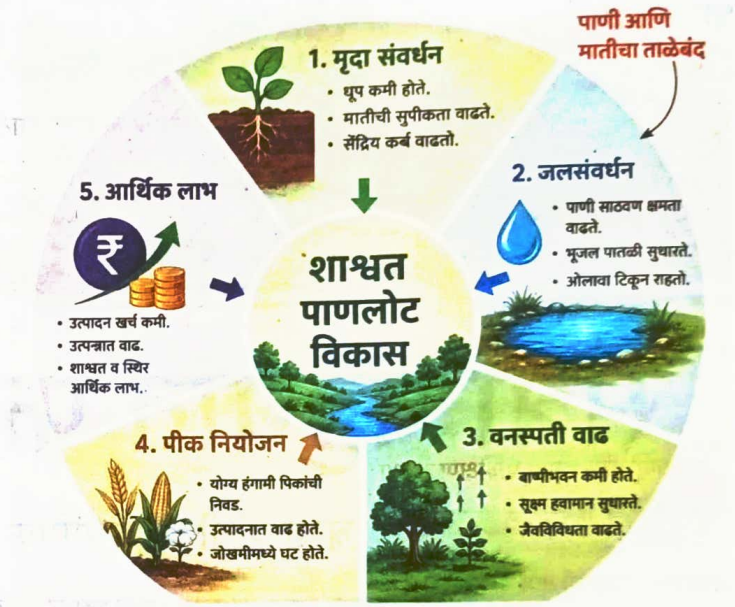 पाणी आणि
मातीचा ताळेबंद
1. मृदा संवर्धन
• धूप कमी होते.
• मातीची सुपीकता वाढते.
• सेंद्रिय कर्ब वाढतो.
2. जलसंवर्धन
• पाणी साठवण क्षमता
वाढते.
• भूजल पातळी सुधारते.
• ओलावा टिकून राहतो.
3. वनस्पती वाढ
• बाष्पीभवन कमी होते.
• सूक्ष्म हवामान सुधारते.
• जैवविविधता वाढते.
4. पीक नियोजन
• योग्य हंगामी पिकांची
निवड.
• उत्पादनात वाढ होते.
• जोखमीमध्ये घट होते.
5. आर्थिक लाभ
₹
• उत्पादन खर्च कमी.
• उत्पन्नात वाढ.
• शाश्वत व स्थिर
आर्थिक लाभ.
शाश्वत
पाणलोट
विकास